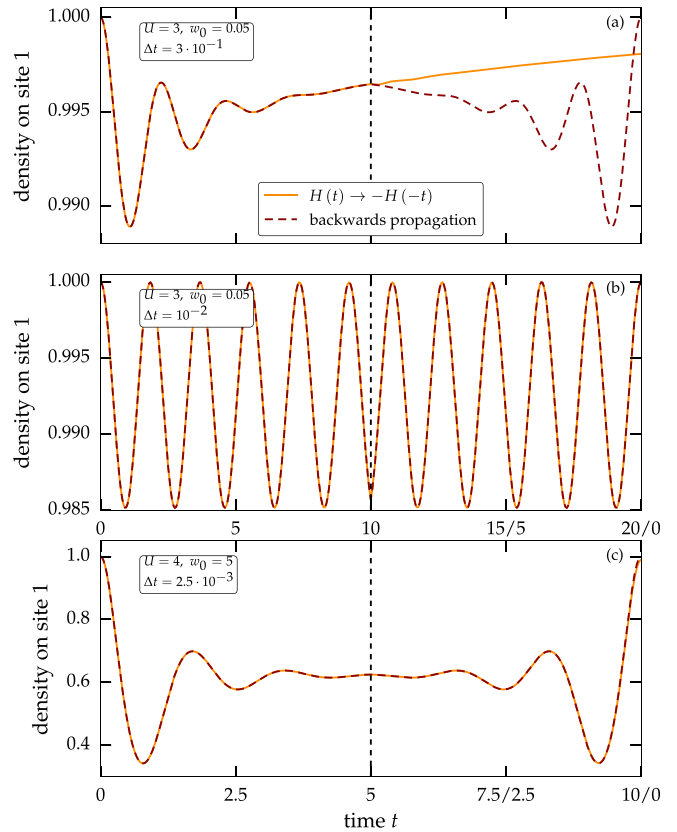 1.000
0.995
0.990
density on site 1
U = 3, w₀ = 0.05
Δt = 3 · 10⁻¹
(a)
H (t) → −H (−t)
backwards propagation
1.000
0.995
0.990
0.985
density on site 1
U = 3, w₀ = 0.05
Δt = 10⁻²
(b)
0 5 10 15/5 20/0
1.0
0.8
0.6
0.4
density on site 1
U = 4, w₀ = 5
Δt = 2.5 · 10⁻³
(c)
0 2.5 5 7.5/2.5 10/0
time t